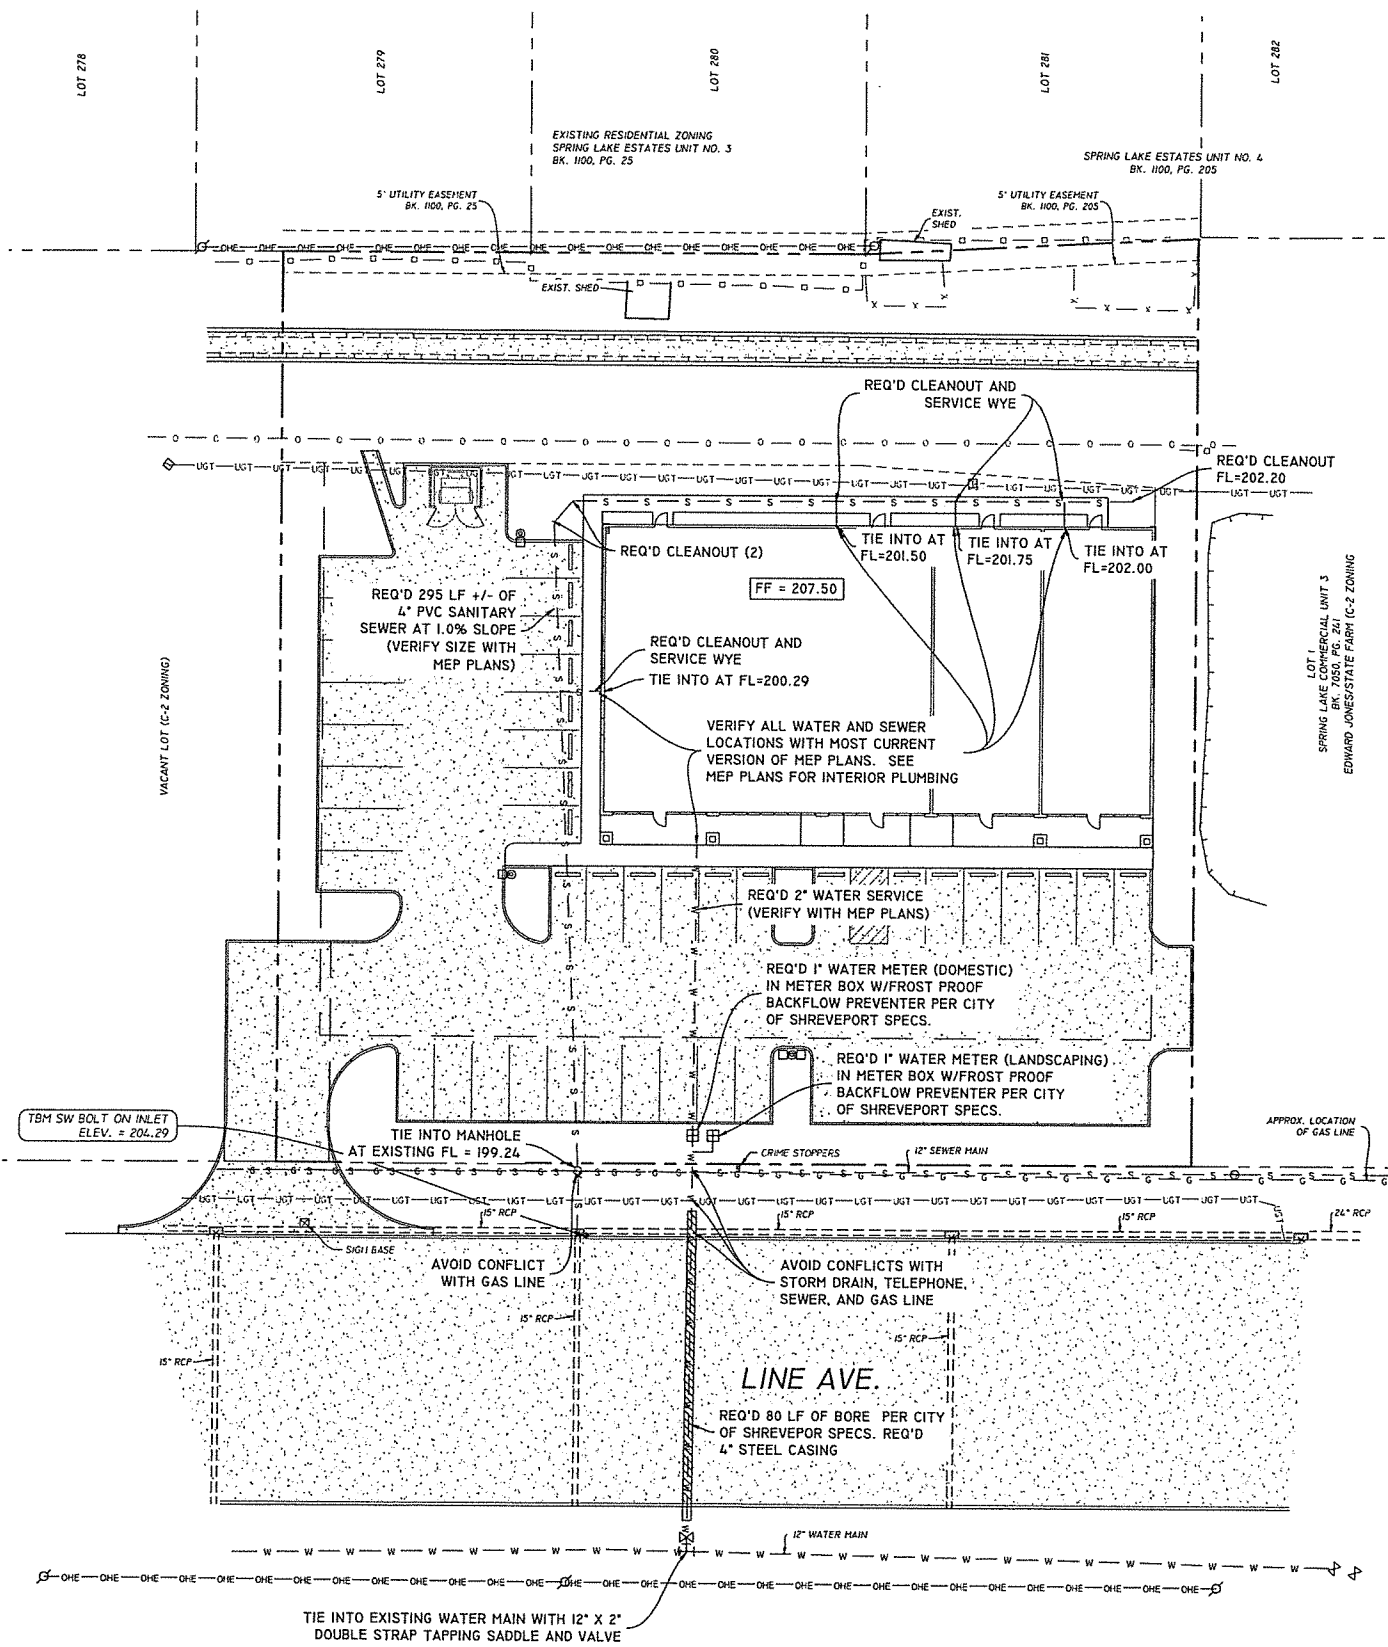 LOT 278
LOT 279
LOT 280
LOT 281
LOT 282
EXISTING RESIDENTIAL ZONING
SPRING LAKE ESTATES UNIT NO. 3
BK. 1100, PG. 25
SPRING LAKE ESTATES UNIT NO. 4
BK. 1100, PG. 205
5' UTILITY EASEMENT
BK. 1100, PG. 25
5' UTILITY EASEMENT
BK. 1100, PG. 205
EXIST.
SHED
EXIST. SHED
REQ'D CLEANOUT AND
SERVICE WYE
REQ'D CLEANOUT
FL=202.20
REQ'D CLEANOUT (2)
TIE INTO AT
FL=201.50
TIE INTO AT
FL=201.75
TIE INTO AT
FL=202.00
FF = 207.50
REQ'D 295 LF +/- OF
4" PVC SANITARY
SEWER AT 1.0% SLOPE
(VERIFY SIZE WITH
MEP PLANS)
REQ'D CLEANOUT AND
SERVICE WYE
TIE INTO AT FL=200.29
VERIFY ALL WATER AND SEWER
LOCATIONS WITH MOST CURRENT
VERSION OF MEP PLANS. SEE
MEP PLANS FOR INTERIOR PLUMBING
VACANT LOT (C-2 ZONING)
LOT 1
SPRING LAKE COMMERCIAL UNIT 3
BK. 7050, PG. 241
EDWARD JONES/STATE FARM (C-2 ZONING
REQ'D 2" WATER SERVICE
(VERIFY WITH MEP PLANS)
REQ'D 1" WATER METER (DOMESTIC)
IN METER BOX W/FROST PROOF
BACKFLOW PREVENTER PER CITY
OF SHREVEPORT SPECS.
REQ'D 1" WATER METER (LANDSCAPING)
IN METER BOX W/FROST PROOF
BACKFLOW PREVENTER PER CITY
OF SHREVEPORT SPECS.
TBM SW BOLT ON INLET
ELEV. = 204.29
TIE INTO MANHOLE
AT EXISTING FL = 199.24
CRIME STOPPERS
12" SEWER MAIN
APPROX. LOCATION
OF GAS LINE
15" RCP
15" RCP
15" RCP
24" RCP
SIGN BASE
AVOID CONFLICT
WITH GAS LINE
AVOID CONFLICTS WITH
STORM DRAIN, TELEPHONE,
SEWER, AND GAS LINE
15" RCP
15" RCP
15" RCP
LINE AVE.
REQ'D 80 LF OF BORE PER CITY
OF SHREVEPOR SPECS. REQ'D
4" STEEL CASING
12" WATER MAIN
TIE INTO EXISTING WATER MAIN WITH 12" X 2"
DOUBLE STRAP TAPPING SADDLE AND VALVE